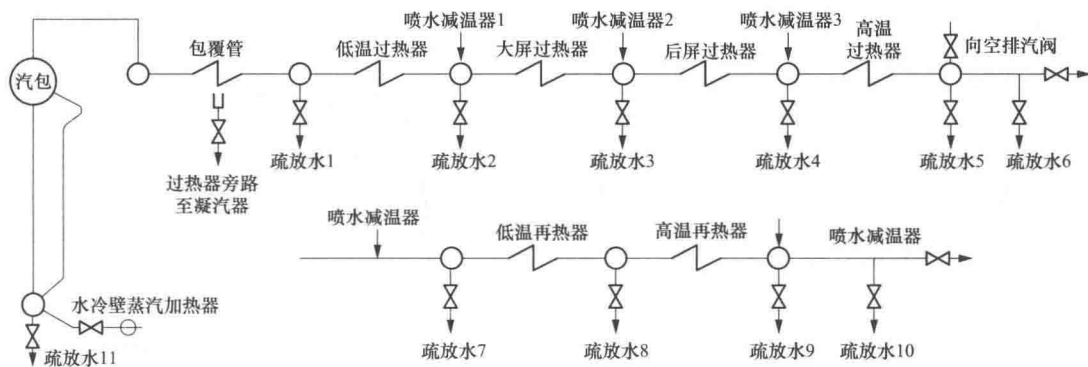 喷水减温器1
喷水减温器2
喷水减温器3
高温
过热器
包覆管
低温过热器
大屏过热器
后屏过热器
向空排汽阀
汽包
疏放水1
疏放水2
疏放水3
疏放水4
疏放水5
疏放水6
过热器旁路
至凝汽器
喷水减温器
低温再热器
高温再热器
喷水减温器
水冷壁蒸汽加热器
疏放水7
疏放水8
疏放水9
疏放水10
疏放水11